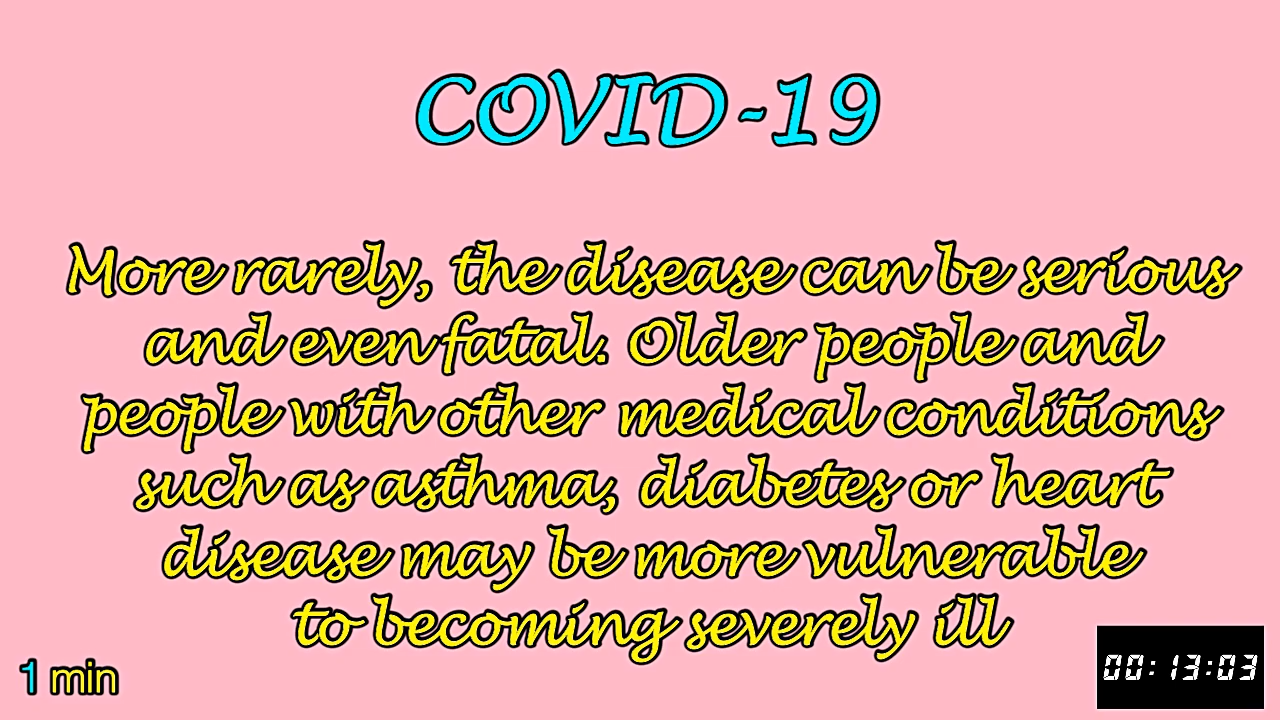 COVID-19
More rarely, the disease can be serious
and even fatal. Older people and
people with other medical conditions
such as asthma, diabetes or heart
disease may be more vulnerable
to becoming severely ill
1 min
00:13:03